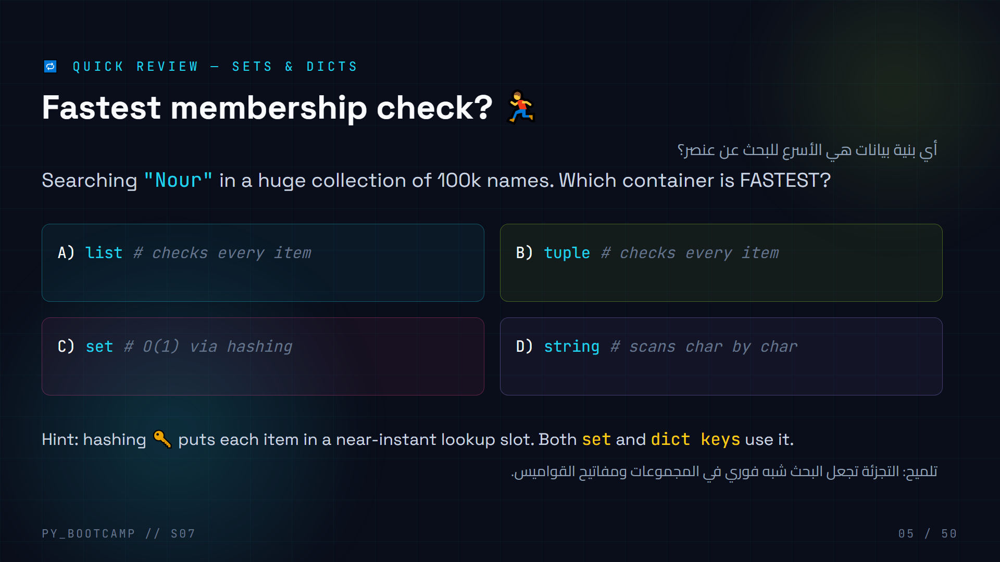 🔁 QUICK REVIEW — SETS & DICTS
Fastest membership check? 🏃
أي بنية بيانات هي الأسرع للبحث عن عنصر؟
Searching "Nour" in a huge collection of 100k names. Which container is FASTEST?
A) list # checks every item
B) tuple # checks every item
C) set # O(1) via hashing
D) string # scans char by char
Hint: hashing 🔑 puts each item in a near-instant lookup slot. Both set and dict keys use it.
تلميح: التجزئة تجعل البحث شبه فوري في المجموعات ومفاتيح القواميس.
PY_BOOTCAMP // S07
05 / 50